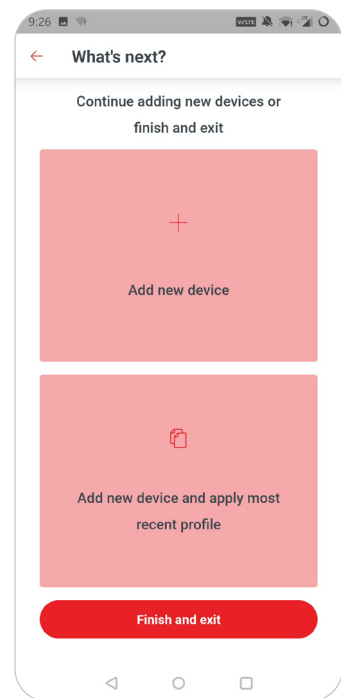 9:26
What's next?
Continue adding new devices or
finish and exit
Add new device
Add new device and apply most
recent profile
Finish and exit